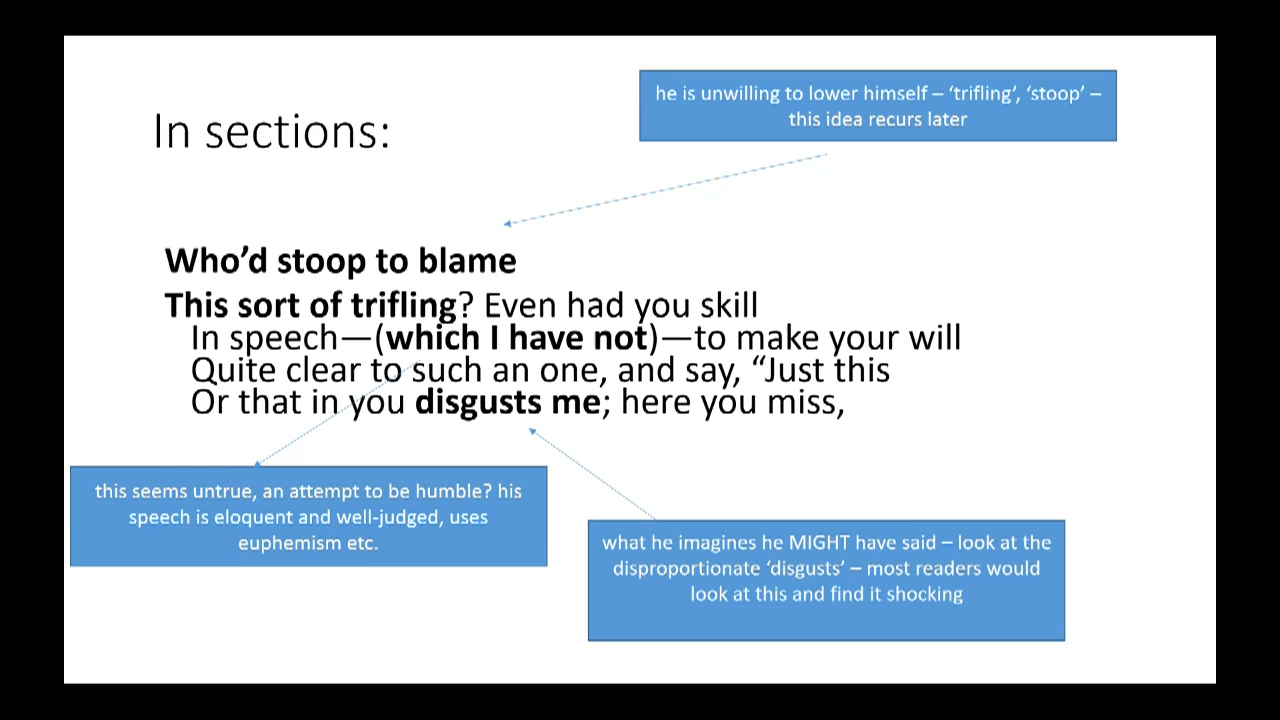 he is unwilling to lower himself – ‘trifling’, ‘stoop’ –
this idea recurs later
In sections:
Who’d stoop to blame
This sort of trifling? Even had you skill
In speech—(which I have not)—to make your will
Quite clear to such an one, and say, “Just this
Or that in you disgusts me; here you miss,
this seems untrue, an attempt to be humble? his
speech is eloquent and well-judged, uses
euphemism etc.
what he imagines he MIGHT have said – look at the
disproportionate ‘disgusts’ – most readers would
look at this and find it shocking